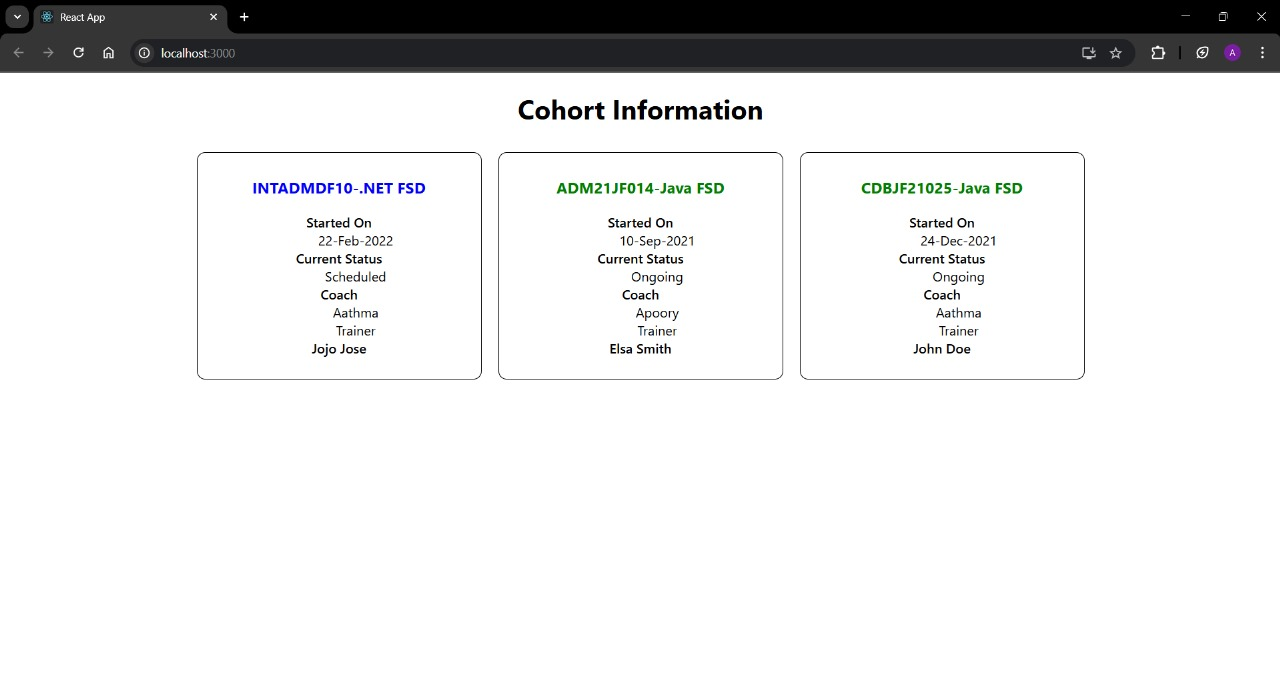 React App
localhost:3000
A
Cohort Information
INTADMDF10-.NET FSD
Started On
22-Feb-2022
Current Status
Scheduled
Coach
Aathma
Trainer
Jojo Jose
ADM21JF014-Java FSD
Started On
10-Sep-2021
Current Status
Ongoing
Coach
Apoory
Trainer
Elsa Smith
CDBJF21025-Java FSD
Started On
24-Dec-2021
Current Status
Ongoing
Coach
Aathma
Trainer
John Doe